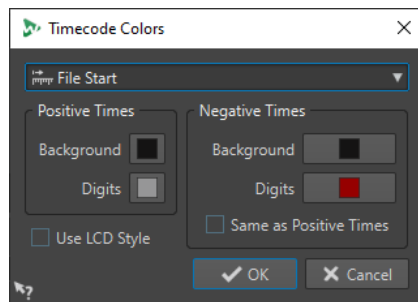 Timecode Colors
File Start
Positive Times
Background
Digits
Use LCD Style
Negative Times
Background
Digits
Same as Positive Times
OK
Cancel